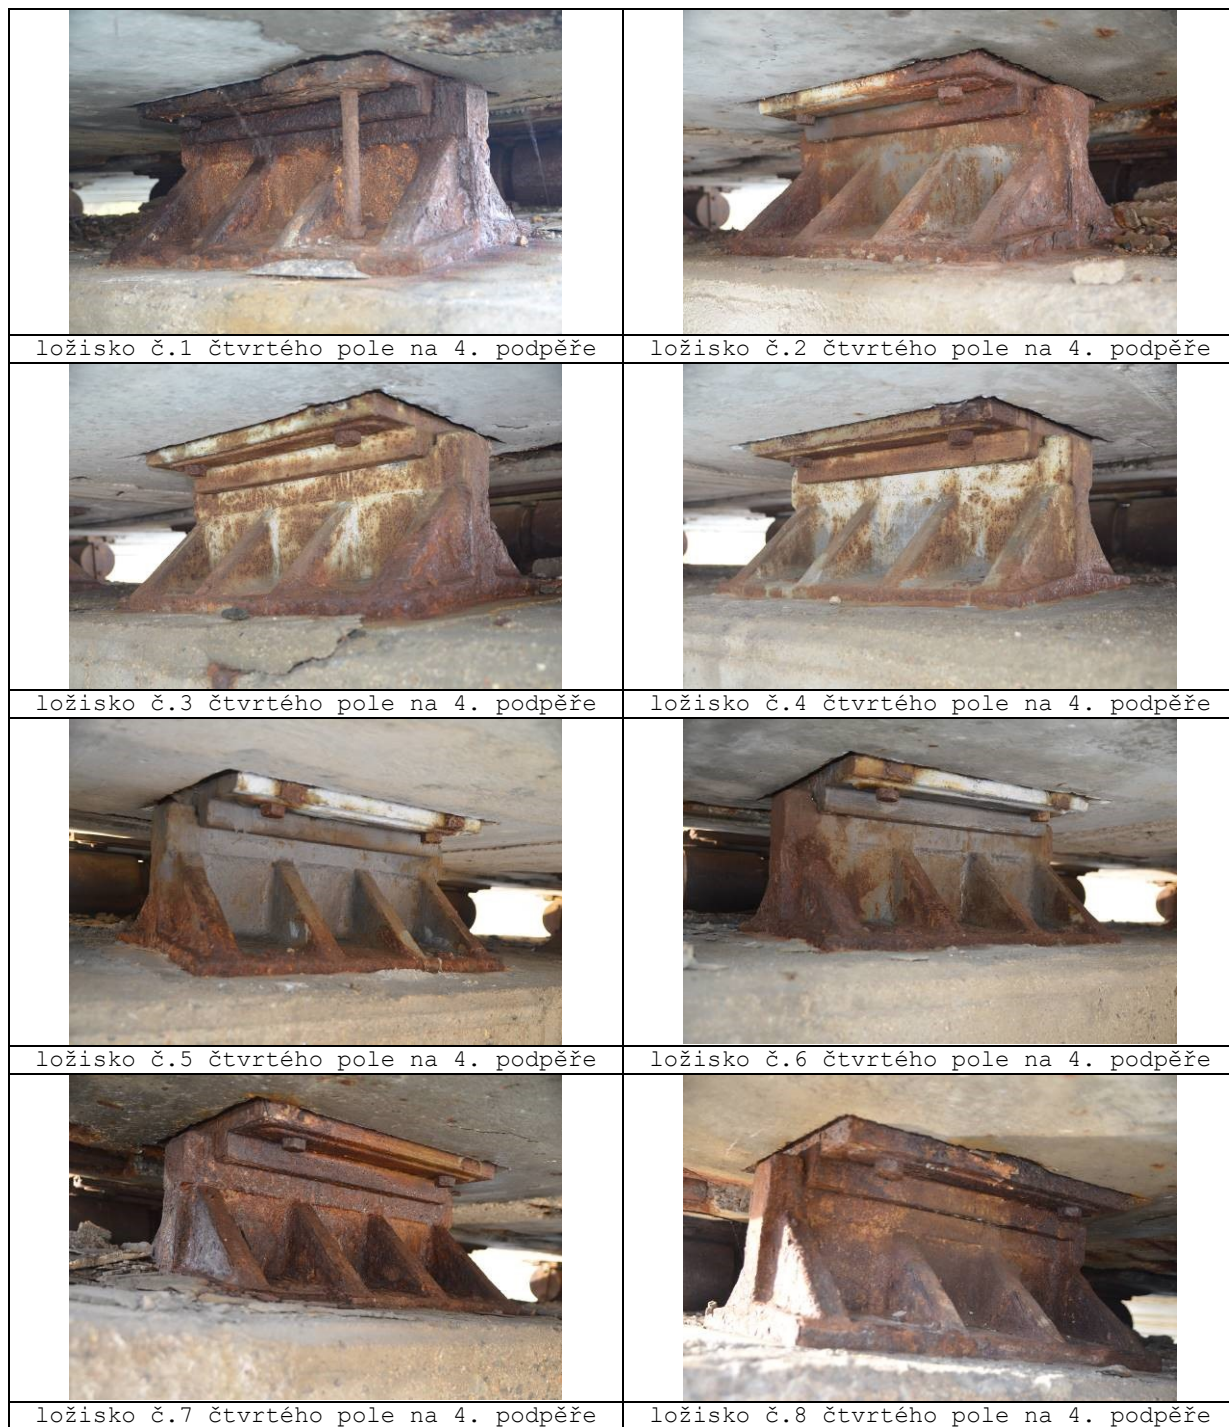 ložisko č.1 čtvrtého pole na 4. podpěře
ložisko č.2 čtvrtého pole na 4. podpěře
ložisko č.3 čtvrtého pole na 4. podpěře
ložisko č.4 čtvrtého pole na 4. podpěře
ložisko č.5 čtvrtého pole na 4. podpěře
ložisko č.6 čtvrtého pole na 4. podpěře
ložisko č.7 čtvrtého pole na 4. podpěře
ložisko č.8 čtvrtého pole na 4. podpěře